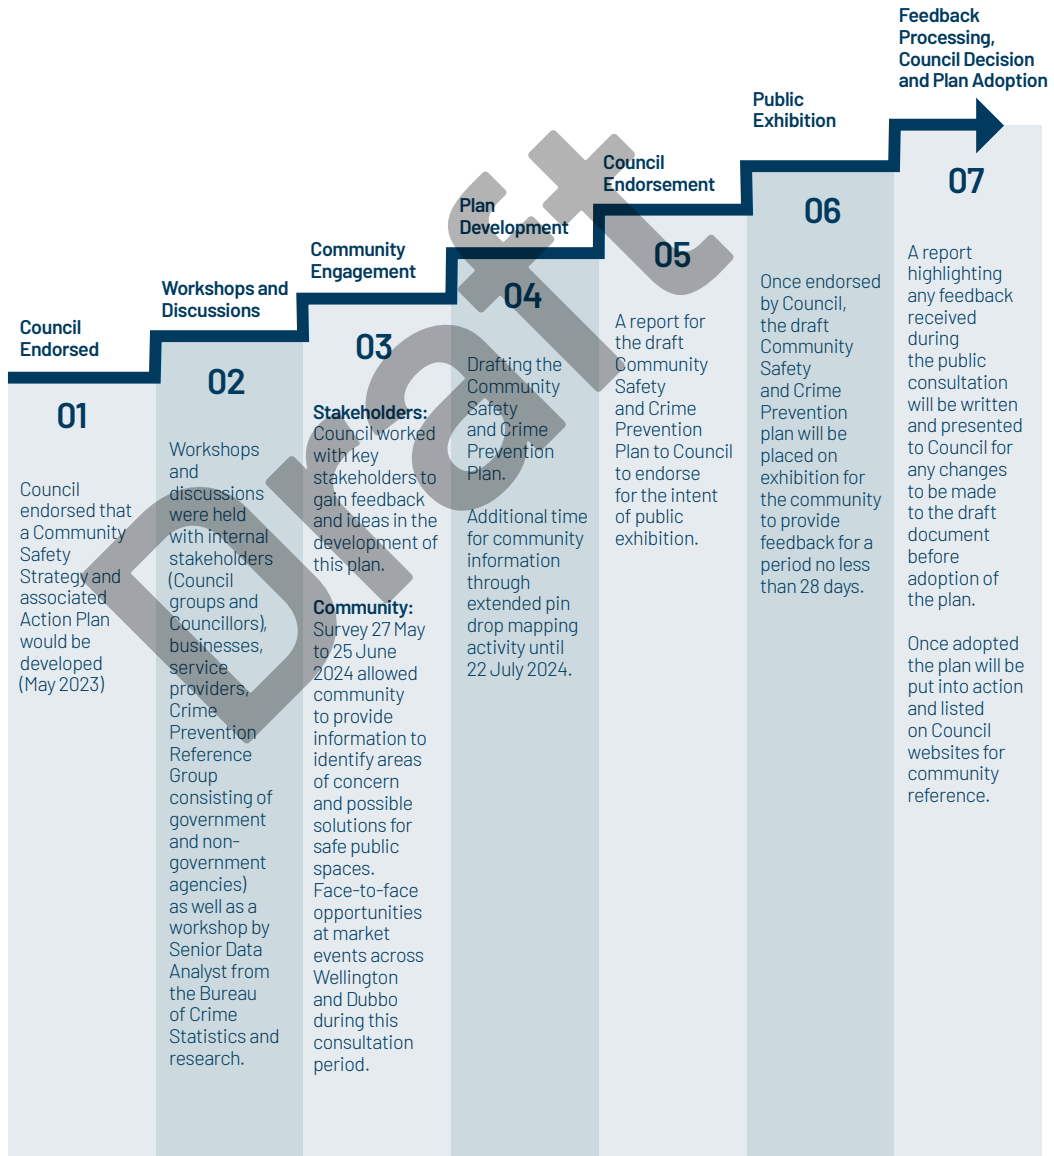 Council
Endorsed
01
Council
endorsed that
a Community
Safety
Strategy and
associated
Action Plan
would be
developed
(May 2023)
Workshops and
Discussions
02
Workshops
and
discussions
were held
with internal
stakeholders
(Council
groups and
Councillors),
businesses,
service
providers,
Crime
Prevention
Reference
Group
consisting of
government
and non-
government
agencies)
as well as a
workshop by
Senior Data
Analyst from
the Bureau
of Crime
Statistics and
research.
Community
Engagement
03
Stakeholders:
Council worked
with key
stakeholders to
gain feedback
and ideas in the
development of
this plan.
Community:
Survey 27 May
to 25 June
2024 allowed
community
to provide
information to
identify areas
of concern
and possible
solutions for
safe public
spaces.
Face-to-face
opportunities
at market
events across
Wellington
and Dubbo
during this
consultation
period.
Plan
Development
04
Drafting the
Community
Safety
and Crime
Prevention
Plan.
Additional time
for community
information
through
extended pin
drop mapping
activity until
22 July 2024.
Council
Endorsement
05
A report for
the draft
Community
Safety
and Crime
Prevention
Plan to Council
to endorse
for the intent
of public
exhibition.
Public
Exhibition
06
Once endorsed
by Council,
the draft
Community
Safety
and Crime
Prevention
plan will be
placed on
exhibition for
the community
to provide
feedback for a
period no less
than 28 days.
Feedback
Processing,
Council Decision
and Plan Adoption
07
A report
highlighting
any feedback
received
during
the public
consultation
will be written
and presented
to Council for
any changes
to be made
to the draft
document
before
adoption of
the plan.
Once adopted
the plan will be
put into action
and listed
on Council
websites for
community
reference.
Draft